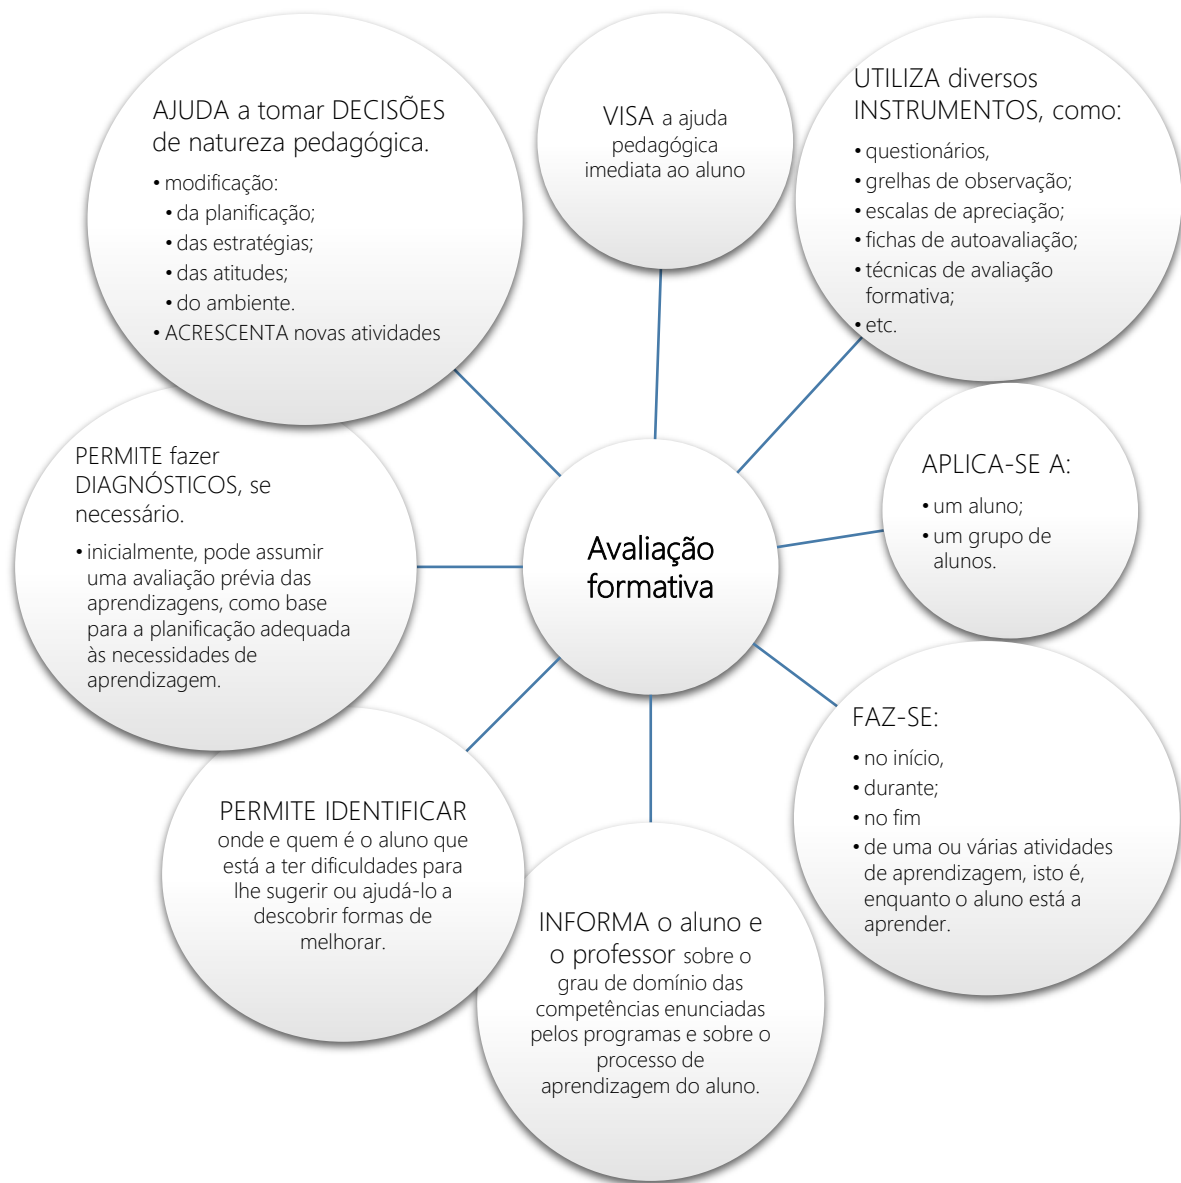 AJUDA a tomar DECISÕES
de natureza pedagógica.
• modificação:
• da planificação;
• das estratégias;
• das atitudes;
• do ambiente.
• ACRESCENTA novas atividades
VISA a ajuda
pedagógica
imediata ao aluno
UTILIZA diversos
INSTRUMENTOS, como:
• questionários,
• grelhas de observação;
• escalas de apreciação;
• fichas de autoavaliação;
• técnicas de avaliação
formativa;
• etc.
PERMITE fazer
DIAGNÓSTICOS, se
necessário.
• inicialmente, pode assumir
uma avaliação prévia das
aprendizagens, como base
para a planificação adequada
às necessidades de
aprendizagem.
Avaliação
formativa
APLICA-SE A:
• um aluno;
• um grupo de
alunos.
PERMITE IDENTIFICAR
onde e quem é o aluno que
está a ter dificuldades para
lhe sugerir ou ajudá-lo a
descobrir formas de
melhorar.
INFORMA o aluno e
o professor sobre o
grau de domínio das
competências enunciadas
pelos programas e sobre o
processo de
aprendizagem do aluno.
FAZ-SE:
• no início,
• durante;
• no fim
• de uma ou várias atividades
de aprendizagem, isto é,
enquanto o aluno está a
aprender.